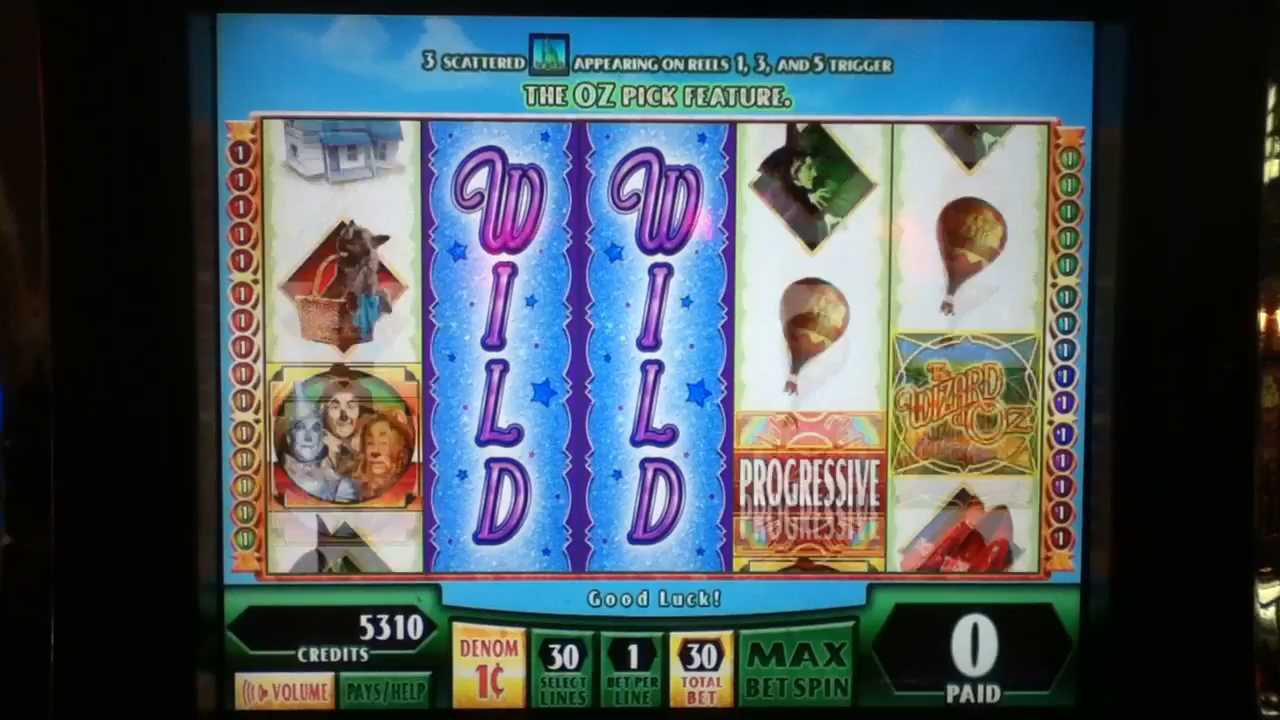 3 SCATTERED APPEARING ON REELS 1, 3, AND 5 TRIGGER
THE OZ PICK FEATURE.
WILD
WILD
THE WIZARD OF OZ
PROGRESSIVE
PROGRESSIVE
Good Luck!
5310
CREDITS
VOLUME
PAYS/HELP
DENOM
1¢
30
SELECT
LINES
1
BET PER
LINE
30
TOTAL
BET
MAX
BET SPIN
0
PAID